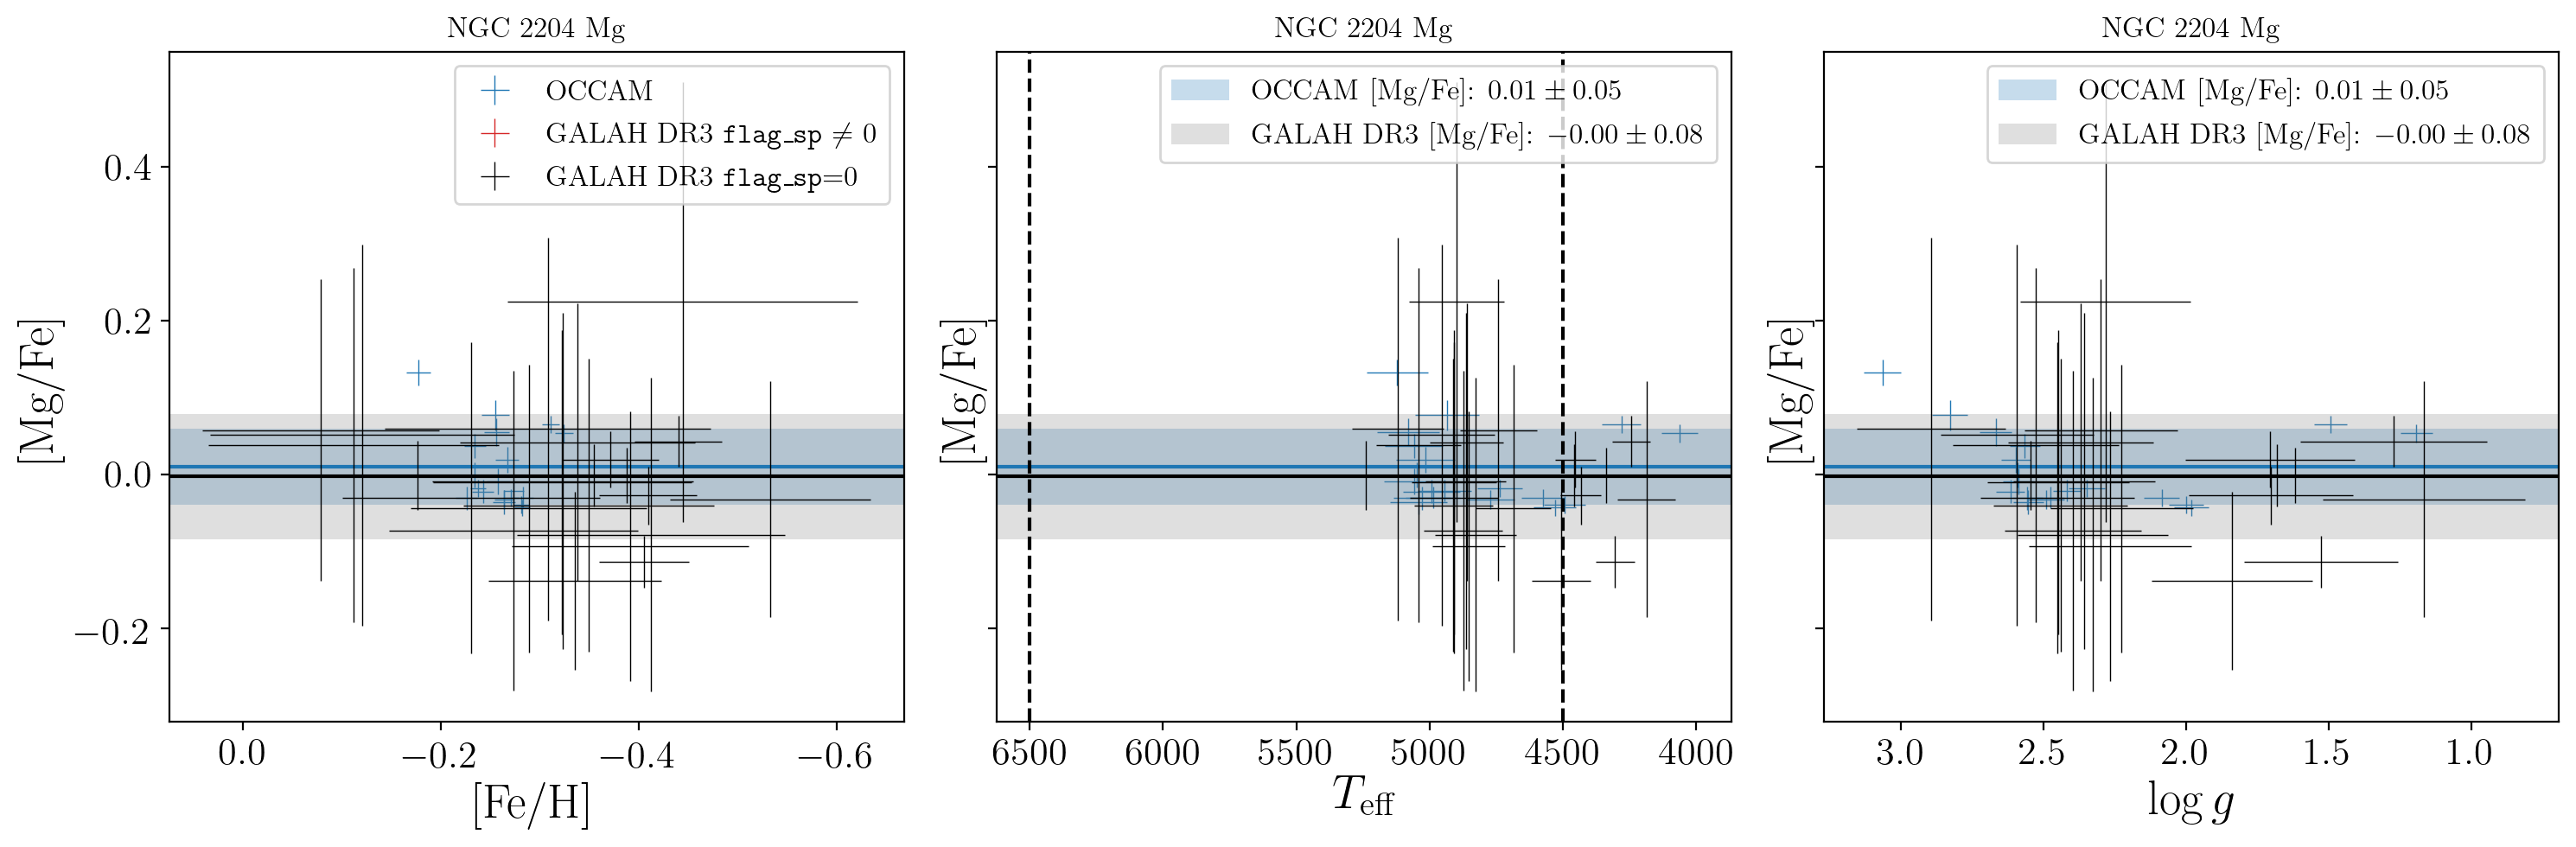 NGC 2204 Mg
OCCAM
GALAH DR3 flag_sp ≠ 0
GALAH DR3 flag_sp=0
0.4
0.2
0.0
−0.2
[Mg/Fe]
0.0
−0.2
−0.4
−0.6
[Fe/H]
NGC 2204 Mg
OCCAM [Mg/Fe]: 0.01 ± 0.05
GALAH DR3 [Mg/Fe]: −0.00 ± 0.08
[Mg/Fe]
6500
6000
5500
5000
4500
4000
T_eff
NGC 2204 Mg
OCCAM [Mg/Fe]: 0.01 ± 0.05
GALAH DR3 [Mg/Fe]: −0.00 ± 0.08
[Mg/Fe]
3.0
2.5
2.0
1.5
1.0
log g